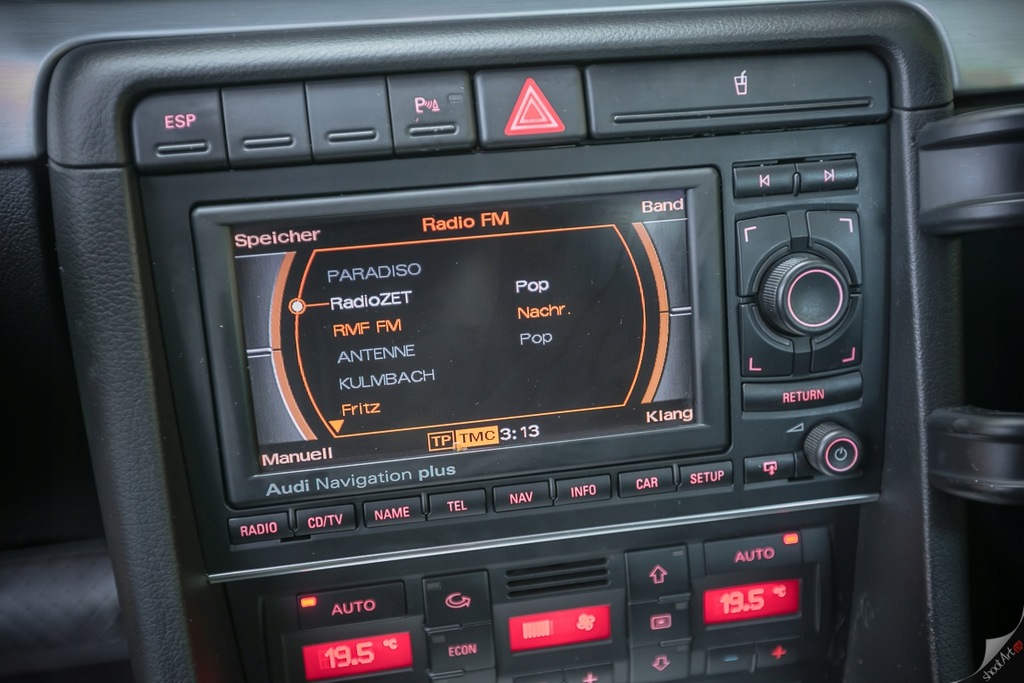 ESP
P
Radio FM
Band
Speicher
PARADISO
RadioZET Pop
RMF FM Nachr.
ANTENNE Pop
KULMBACH
Fritz
Klang
TP TMC 3:13
Manuell
Audi Navigation plus
RETURN
RADIO CD/TV NAME TEL NAV INFO CAR SETUP
AUTO AUTO
19.5 °C 19.5 °C
ECON
shootArt